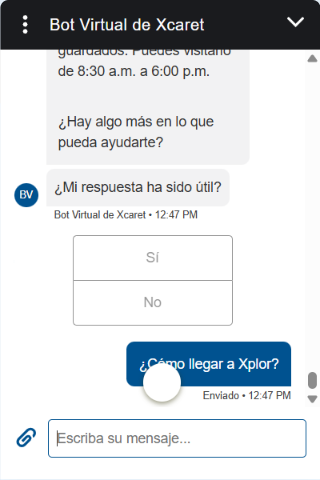 Bot Virtual de Xcaret
guardados. Puedes visitarlo
de 8:30 a.m. a 6:00 p.m.
¿Hay algo más en lo que
pueda ayudarte?
BV
¿Mi respuesta ha sido útil?
Bot Virtual de Xcaret • 12:47 PM
Sí
No
¿Cómo llegar a Xplor?
Enviado • 12:47 PM
Escriba su mensaje...